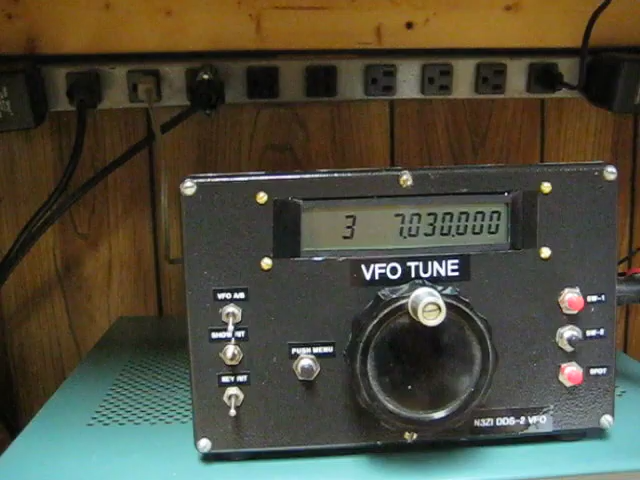 3 7.030.000
VFO TUNE
VFO A/B
SHOW RIT
KEY RIT
PUSH MENU
SW-1
SW-2
SPOT
N3ZI DDS-2 VFO